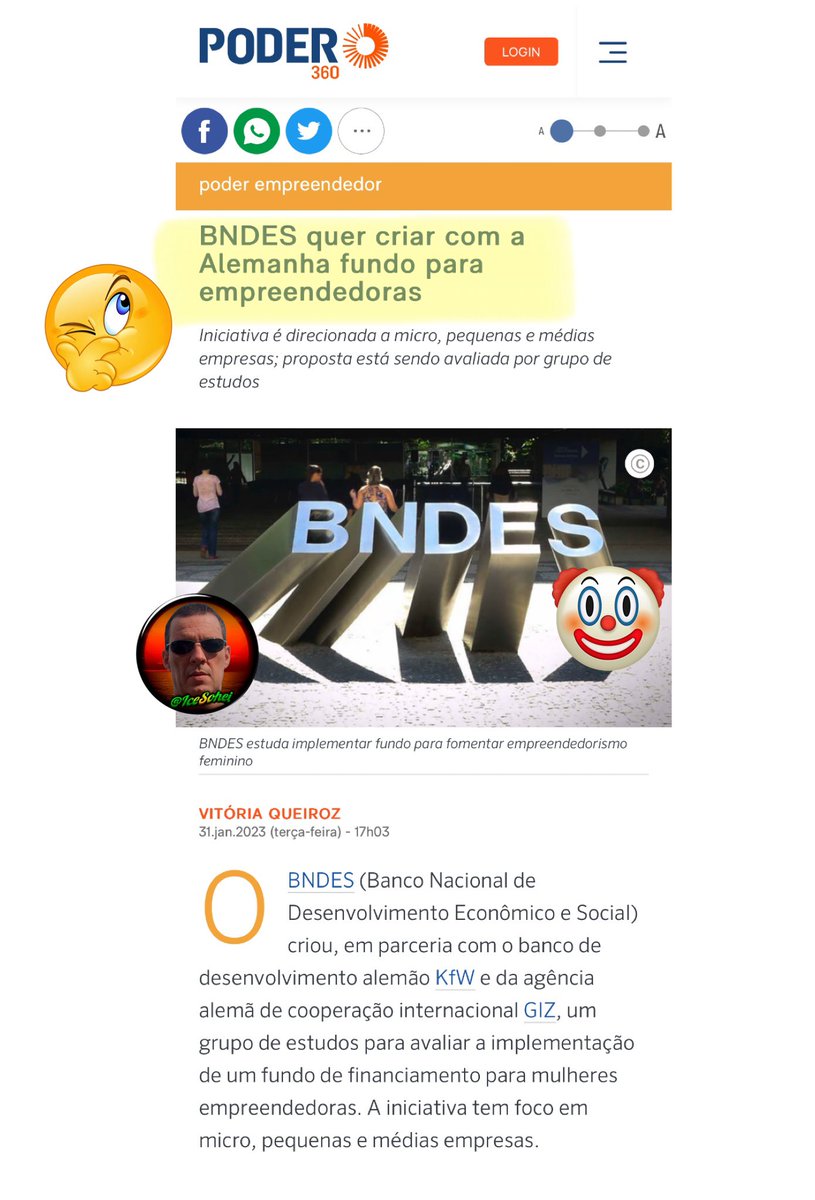 PODER
360
LOGIN
A A
poder empreendedor
BNDES quer criar com a
Alemanha fundo para
empreendedoras
Iniciativa é direcionada a micro, pequenas e médias
empresas; proposta está sendo avaliada por grupo de
estudos
©
BNDES
@IceSohei
BNDES estuda implementar fundo para fomentar empreendedorismo
feminino
VITÓRIA QUEIROZ
31.jan.2023 (terça-feira) - 17h03
O BNDES (Banco Nacional de
Desenvolvimento Econômico e Social)
criou, em parceria com o banco de
desenvolvimento alemão KfW e da agência
alemã de cooperação internacional GIZ, um
grupo de estudos para avaliar a implementação
de um fundo de financiamento para mulheres
empreendedoras. A iniciativa tem foco em
micro, pequenas e médias empresas.